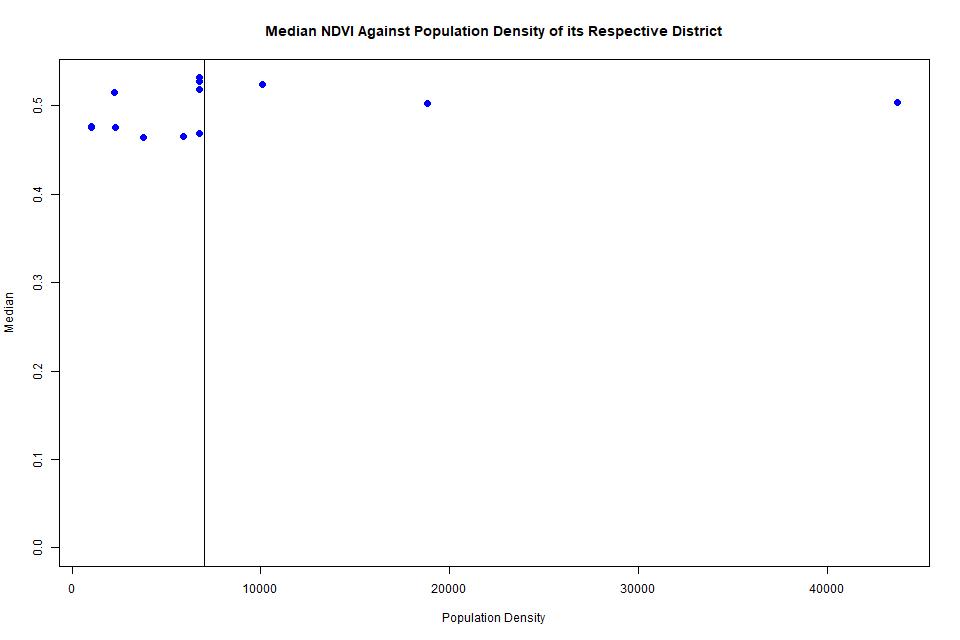 Median NDVI Against Population Density of its Respective District
0.5
0.4
0.3
0.2
0.1
0.0
Median
0 10000 20000 30000 40000
Population Density